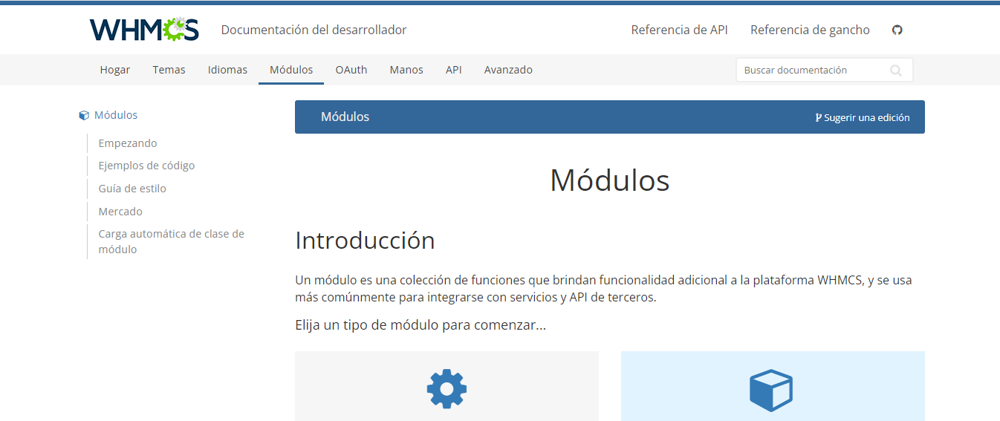 WHMCS Documentación del desarrollador Referencia de API Referencia de gancho
Hogar Temas Idiomas Módulos OAuth Manos API Avanzado Buscar documentación
Módulos
Empezando
Ejemplos de código
Guía de estilo
Mercado
Carga automática de clase de
módulo
Módulos Sugerir una edición
Módulos
Introducción
Un módulo es una colección de funciones que brindan funcionalidad adicional a la plataforma WHMCS, y se usa
más comúnmente para integrarse con servicios y API de terceros.
Elija un tipo de módulo para comenzar...